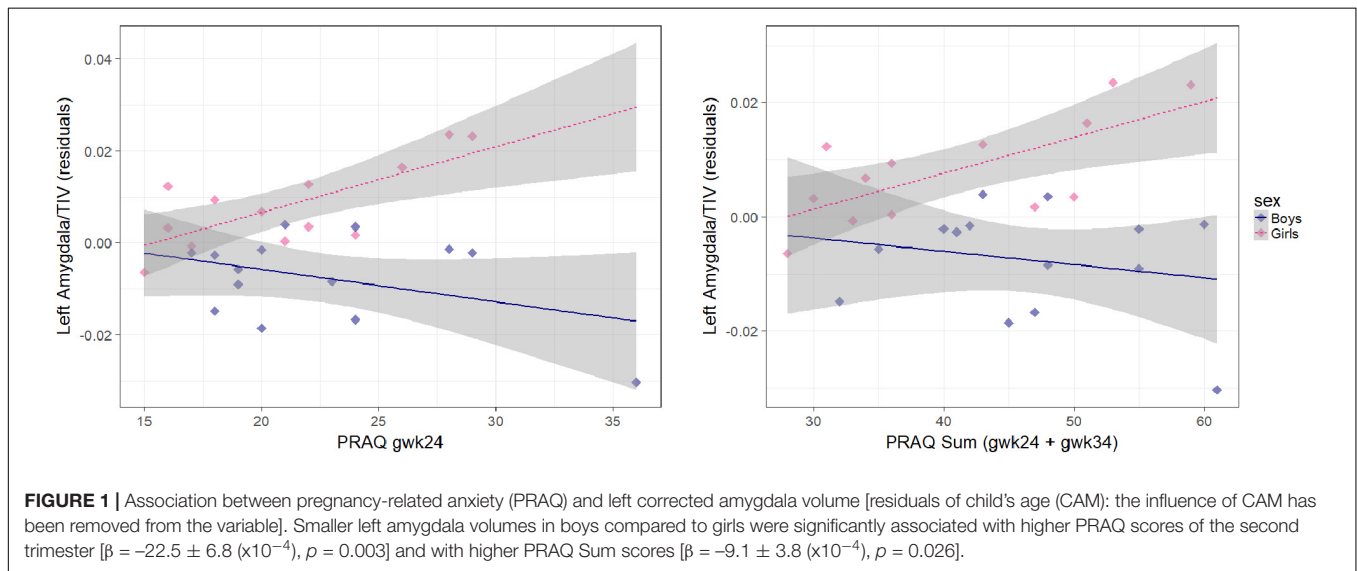 0.04
0.02
0.00
-0.02
Left Amygdala/TIV (residuals)
15
20
25
30
35
PRAQ gwk24
0.02
0.00
-0.02
Left Amygdala/TIV (residuals)
30
40
50
60
PRAQ Sum (gwk24 + gwk34)
sex
Boys
Girls
FIGURE 1 | Association between pregnancy-related anxiety (PRAQ) and left corrected amygdala volume [residuals of child's age (CAM): the influence of CAM has
been removed from the variable]. Smaller left amygdala volumes in boys compared to girls were significantly associated with higher PRAQ scores of the second
trimester [β = –22.5 ± 6.8 (x10⁻⁴), p = 0.003] and with higher PRAQ Sum scores [β = –9.1 ± 3.8 (x10⁻⁴), p = 0.026].